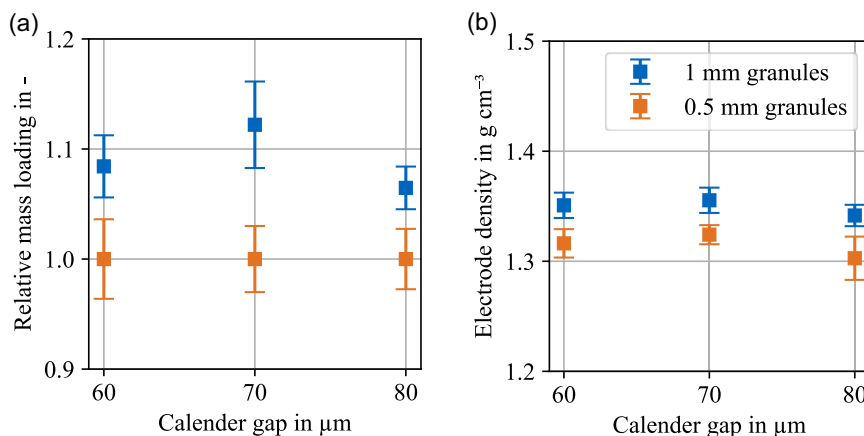 (a)
1.2
1.1
1.0
0.9
Relative mass loading in -
60 70 80
Calender gap in µm
(b)
1.5
1.4
1.3
1.2
Electrode density in g cm⁻³
1 mm granules
0.5 mm granules
60 70 80
Calender gap in µm